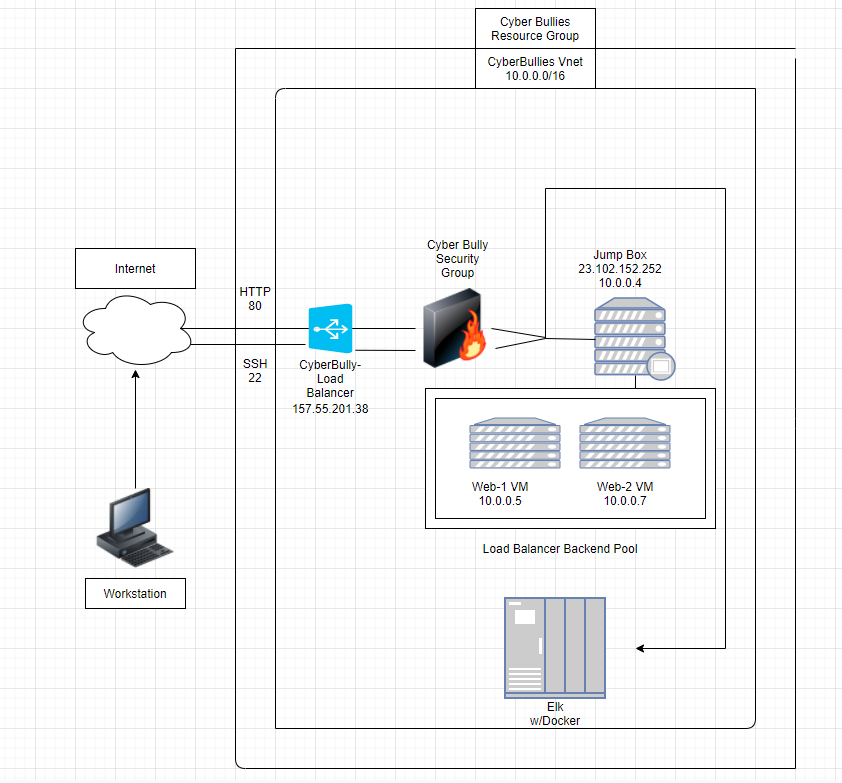 Cyber Bullies
Resource Group
CyberBullies Vnet
10.0.0.0/16
Internet
HTTP
80
SSH
22
CyberBully-
Load
Balancer
157.55.201.38
Cyber Bully
Security
Group
Jump Box
23.102.152.252
10.0.0.4
Web-1 VM
10.0.0.5
Web-2 VM
10.0.0.7
Load Balancer Backend Pool
Workstation
Elk
w/Docker